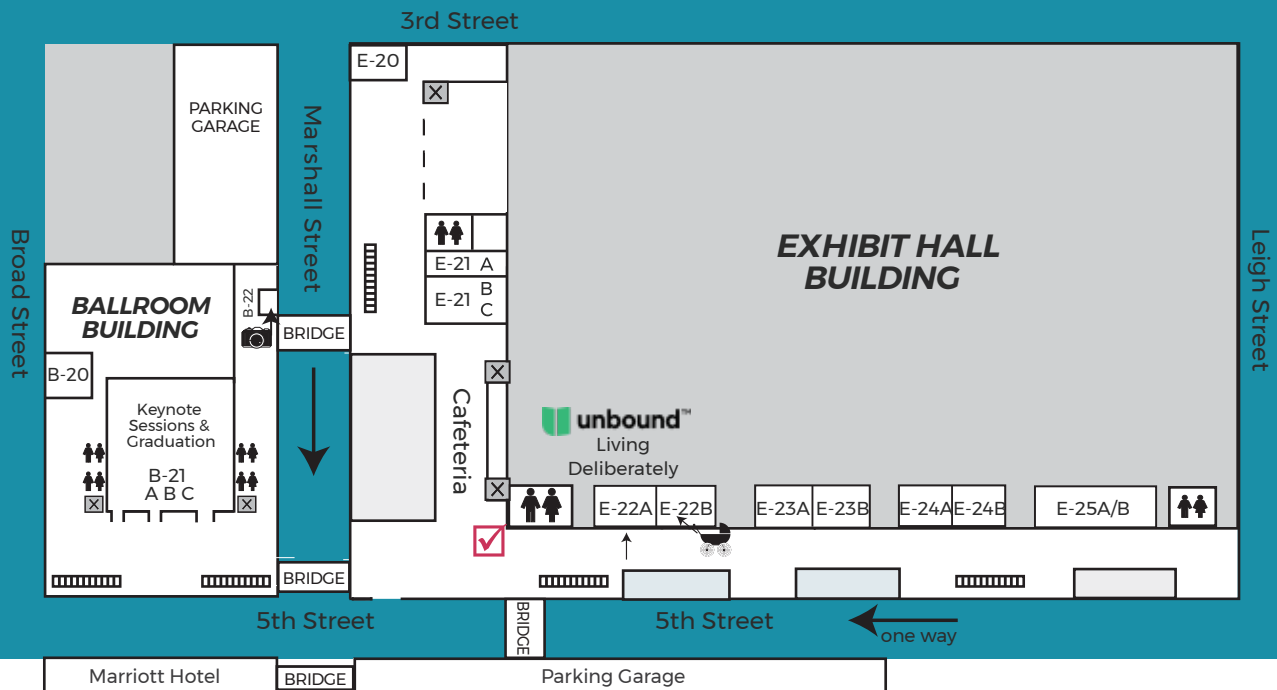 3rd Street
E-20
PARKING
GARAGE
Marshall Street
Broad Street
Leigh Street
EXHIBIT HALL
BUILDING
E-21 A
E-21 B
C
BALLROOM
BUILDING
B-22
BRIDGE
B-20
Keynote
Sessions &
Graduation
B-21
A B C
Cafeteria
unbound™
Living
Deliberately
E-22A
E-22B
E-23A
E-23B
E-24A
E-24B
E-25A/B
BRIDGE
5th Street
BRIDGE
5th Street
one way
Marriott Hotel
BRIDGE
Parking Garage